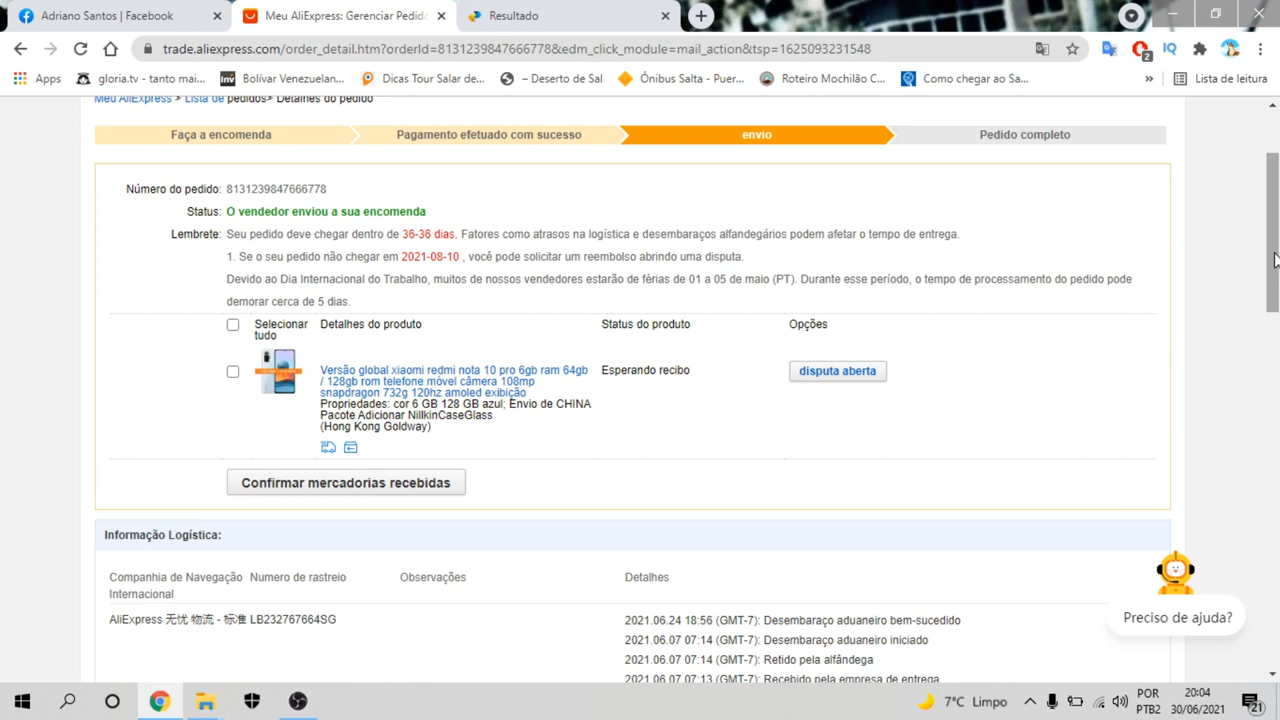 Adriano Santos | Facebook
Meu AliExpress: Gerenciar Pedido
Resultado
trade.aliexpress.com/order_detail.htm?orderId=8131239847666778&edm_click_module=mail_action&tsp=1625093231548
2
Apps
gloria.tv - tanto mai...
Bolívar Venezuelan...
Dicas Tour Salar de...
– Deserto de Sal
Ônibus Salta - Puer...
Roteiro Mochilão C...
Como chegar ao Sa...
»
Lista de leitura
Meu AliExpress > Lista de pedidos> Detalhes do pedido
Faça a encomenda
Pagamento efetuado com sucesso
envio
Pedido completo
Número do pedido: 8131239847666778
Status: O vendedor enviou a sua encomenda
Lembrete: Seu pedido deve chegar dentro de 36-36 dias. Fatores como atrasos na logística e desembaraços alfandegários podem afetar o tempo de entrega.
1. Se o seu pedido não chegar em 2021-08-10 , você pode solicitar um reembolso abrindo uma disputa.
Devido ao Dia Internacional do Trabalho, muitos de nossos vendedores estarão de férias de 01 a 05 de maio (PT). Durante esse período, o tempo de processamento do pedido pode
demorar cerca de 5 dias.
Selecionar tudo
Detalhes do produto
Status do produto
Opções
Versão global xiaomi redmi nota 10 pro 6gb ram 64gb
/ 128gb rom telefone móvel câmera 108mp
snapdragon 732g 120hz amoled exibição
Propriedades: cor 6 GB 128 GB azul; Envio de CHINA
Pacote Adicionar NillkinCaseGlass
(Hong Kong Goldway)
Esperando recibo
disputa aberta
Confirmar mercadorias recebidas
Informação Logística:
Companhia de Navegação
Internacional
Numero de rastreio
Observações
Detalhes
AliExpress 无忧 物流 - 标准 LB232767664SG
2021.06.24 18:56 (GMT-7): Desembaraço aduaneiro bem-sucedido
2021.06.07 07:14 (GMT-7): Desembaraço aduaneiro iniciado
2021.06.07 07:14 (GMT-7): Retido pela alfândega
2021.06.07 07:13 (GMT-7): Recebido pela empresa de entrega
Preciso de ajuda?
7°C Limpo
POR
PTB2
20:04
30/06/2021
21